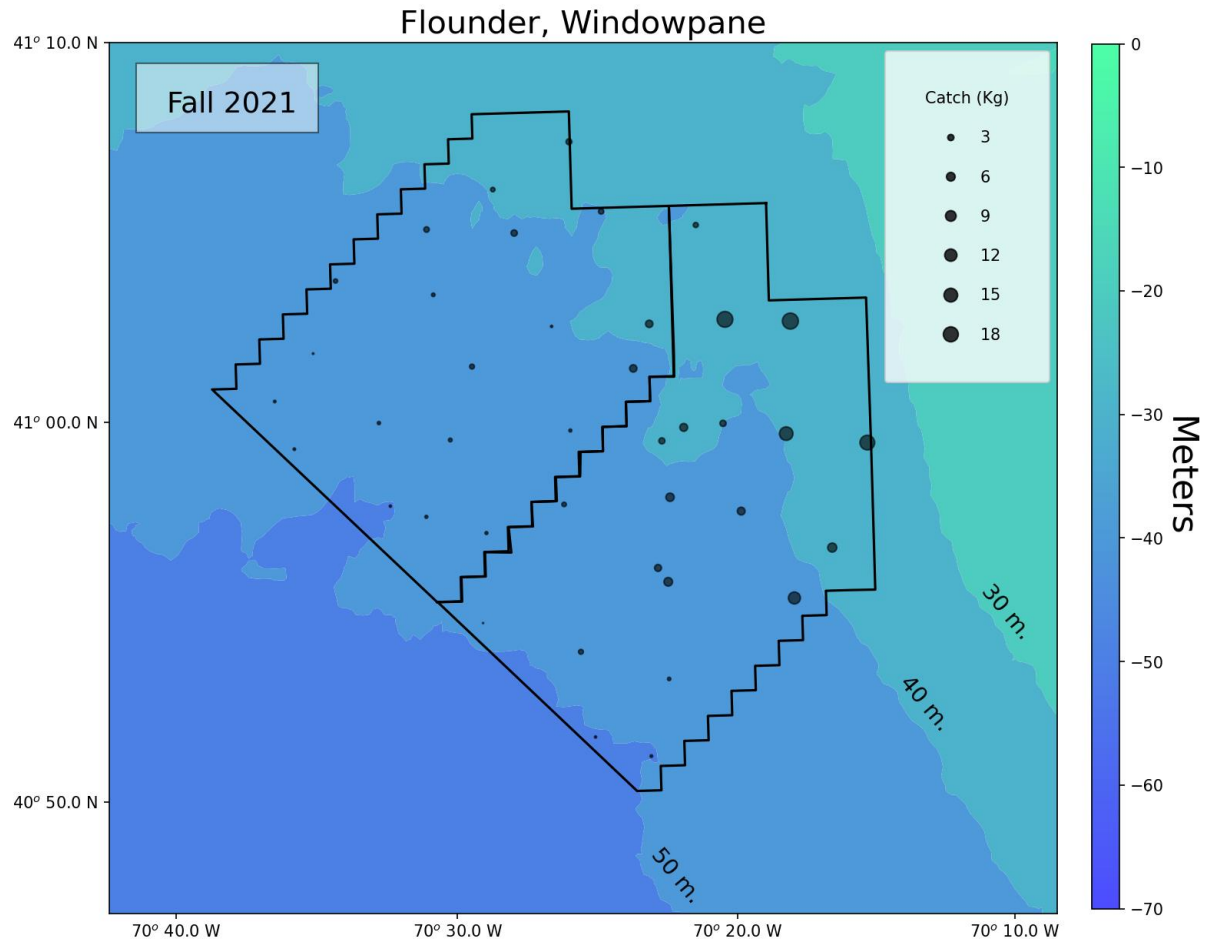 Flounder, Windowpane
41° 10.0 N
Fall 2021
Catch (Kg)
3
6
9
12
15
18
41° 00.0 N
40° 50.0 N
30 m.
40 m.
50 m.
70° 40.0 W
70° 30.0 W
70° 20.0 W
70° 10.0 W
0
−10
−20
−30
−40
−50
−60
−70
Meters